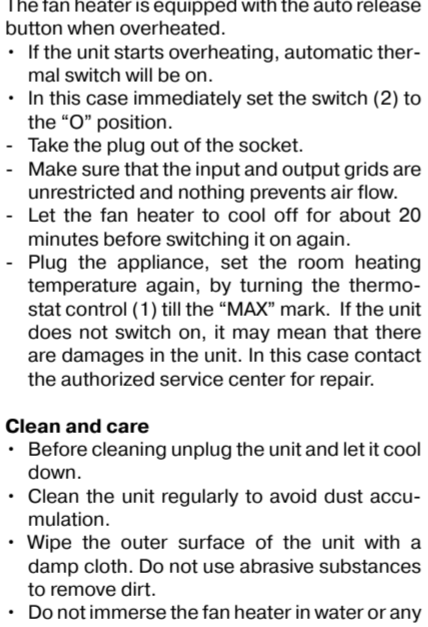 The fan heater is equipped with the auto release
button when overheated.
• If the unit starts overheating, automatic ther-
mal switch will be on.
• In this case immediately set the switch (2) to
the “O” position.
- Take the plug out of the socket.
- Make sure that the input and output grids are
unrestricted and nothing prevents air flow.
- Let the fan heater to cool off for about 20
minutes before switching it on again.
- Plug the appliance, set the room heating
temperature again, by turning the thermo-
stat control (1) till the “MAX” mark. If the unit
does not switch on, it may mean that there
are damages in the unit. In this case contact
the authorized service center for repair.
Clean and care
• Before cleaning unplug the unit and let it cool
down.
• Clean the unit regularly to avoid dust accu-
mulation.
• Wipe the outer surface of the unit with a
damp cloth. Do not use abrasive substances
to remove dirt.
• Do not immerse the fan heater in water or any